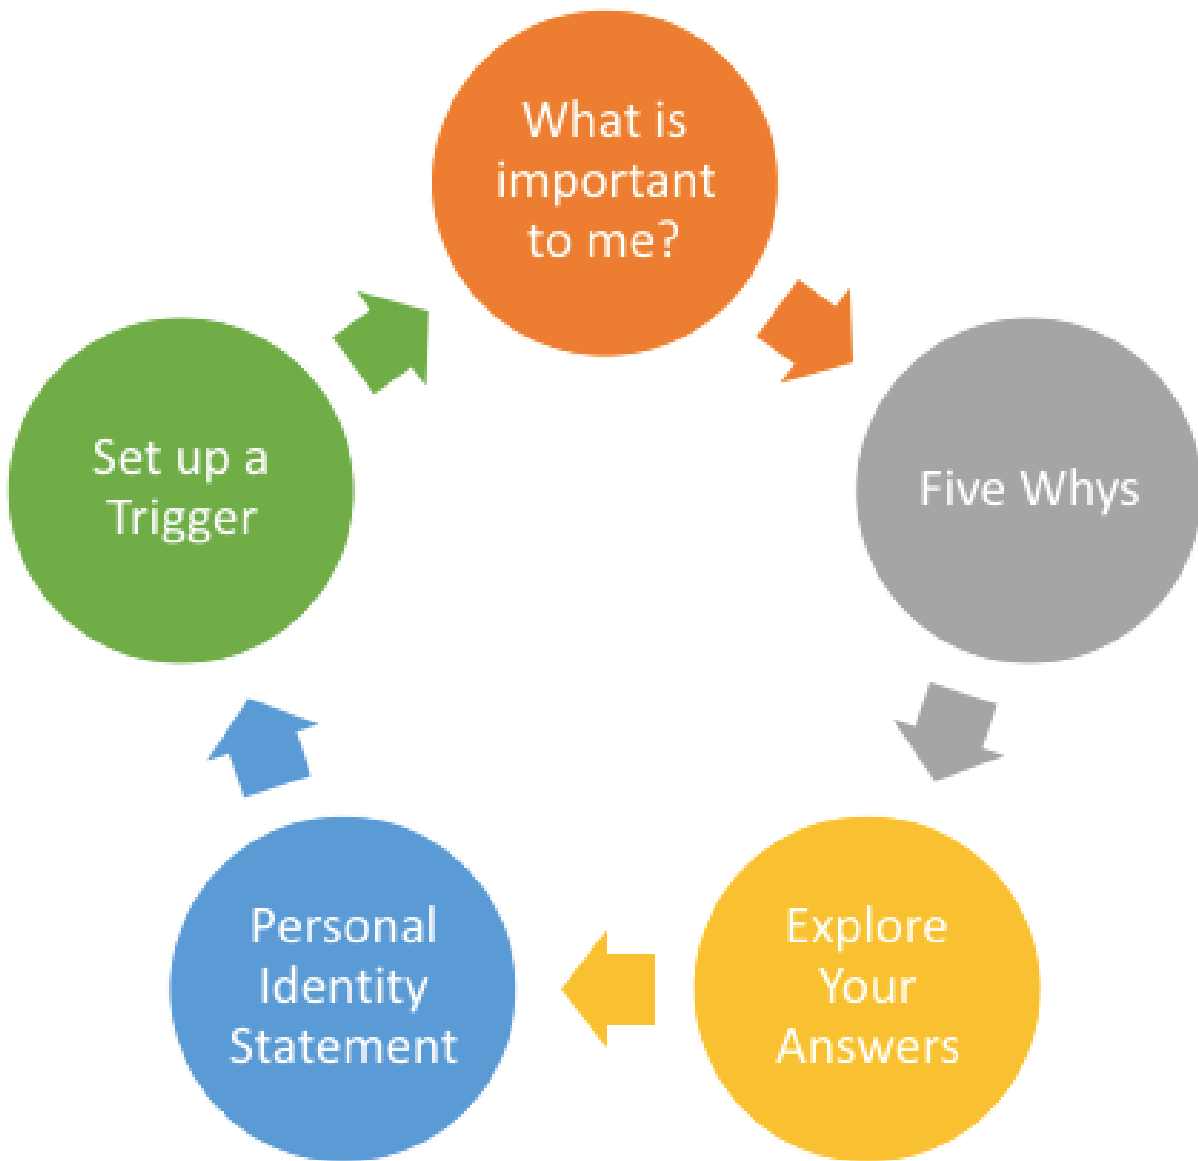 What is
important
to me?
Five Whys
Explore
Your
Answers
Personal
Identity
Statement
Set up a
Trigger